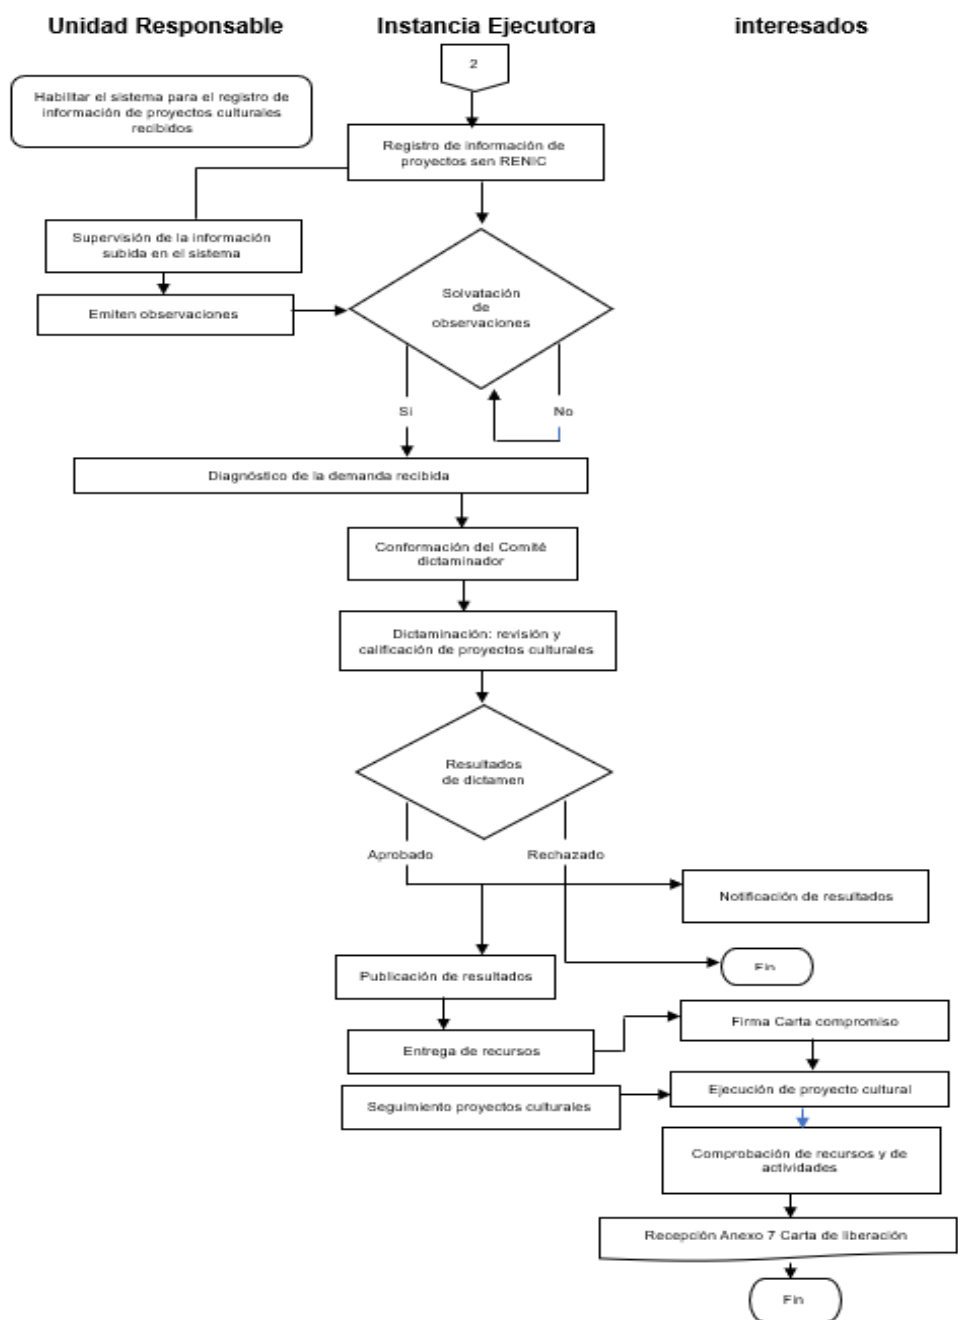 Unidad Responsable
Instancia Ejecutora
interesados
2
Habilitar el sistema para el registro de
información de proyectos culturales
recibidos
Registro de información de
proyectos sen RENIC
Supervisión de la información
subida en el sistema
Emiten observaciones
Solvatación
de
observaciones
Si
No
Diagnóstico de la demanda recibida
Conformación del Comité
dictaminador
Dictaminación: revisión y
calificación de proyectos culturales
Resultados
de dictamen
Aprobado
Rechazado
Notificación de resultados
Publicación de resultados
Fin
Entrega de recursos
Firma Carta compromiso
Seguimiento proyectos culturales
Ejecución de proyecto cultural
Comprobación de recursos y de
actividades
Recepción Anexo 7 Carta de liberación
Fin